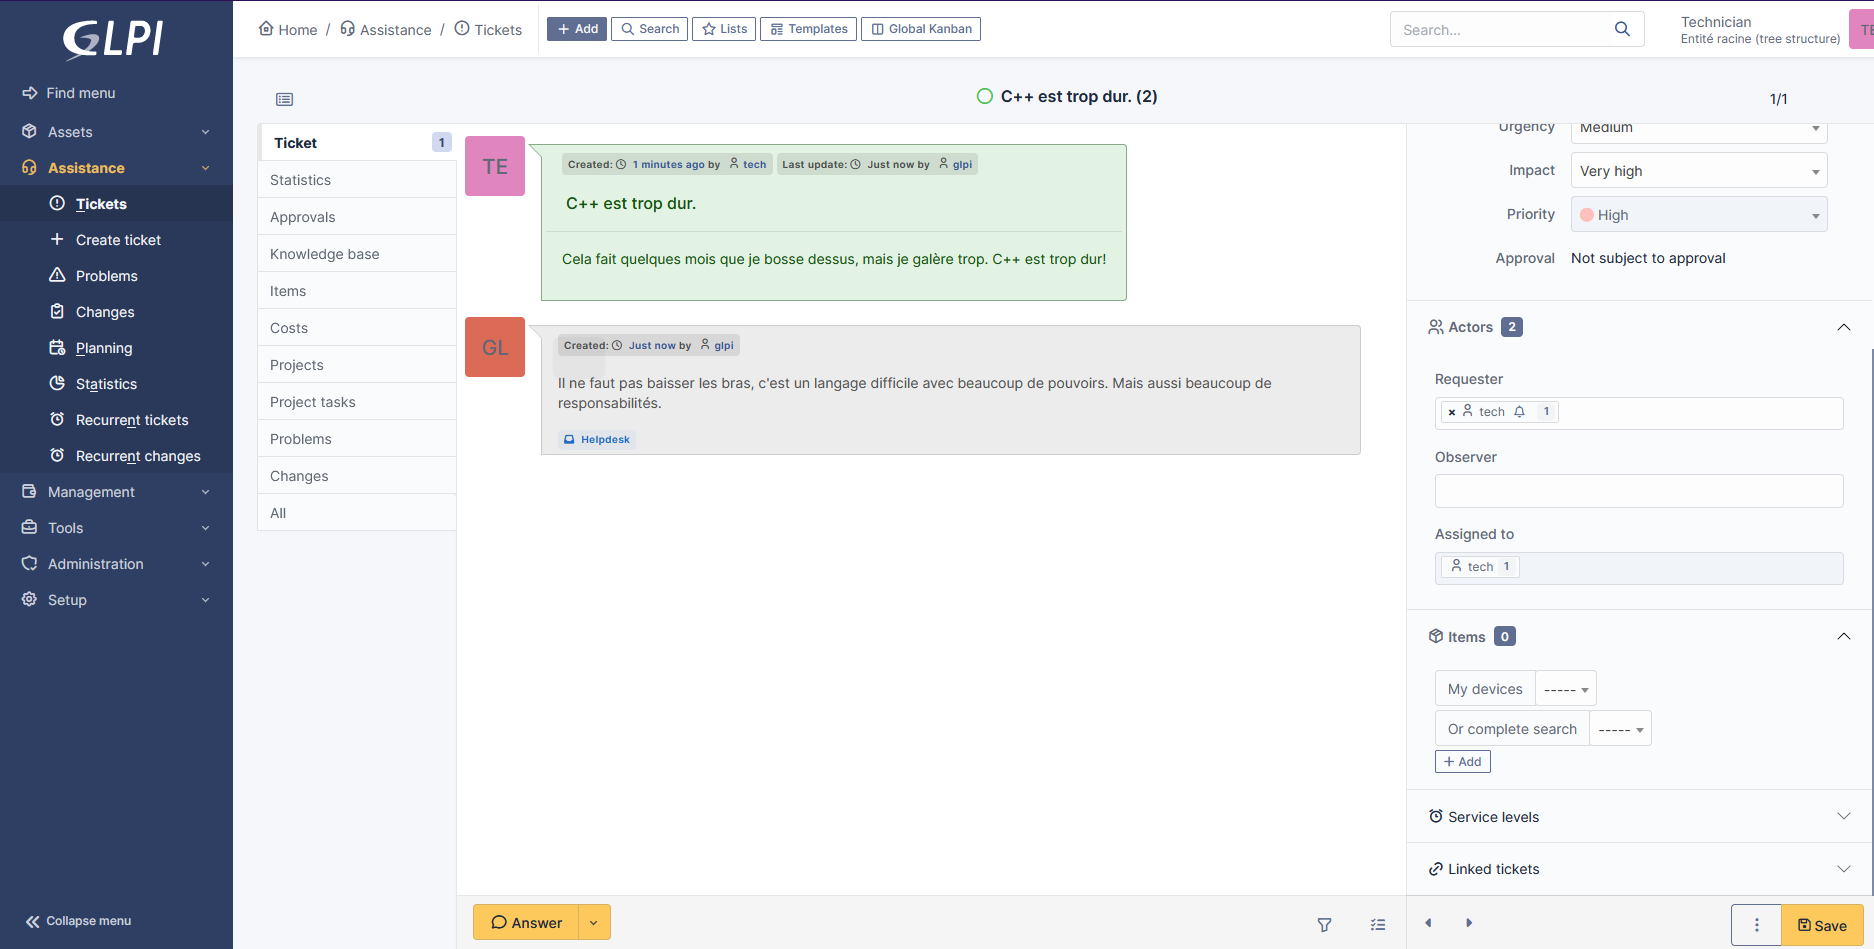 GLPI
Find menu
Assets
Assistance
Tickets
Create ticket
Problems
Changes
Planning
Statistics
Recurrent tickets
Recurrent changes
Management
Tools
Administration
Setup
Collapse menu
Home / Assistance / Tickets
Add
Search
Lists
Templates
Global Kanban
Search...
Technician
Entité racine (tree structure)
TE
C++ est trop dur. (2)
1/1
Ticket 1
Statistics
Approvals
Knowledge base
Items
Costs
Projects
Project tasks
Problems
Changes
All
TE
Created: 1 minutes ago by tech Last update: Just now by glpi
C++ est trop dur.
Cela fait quelques mois que je bosse dessus, mais je galère trop. C++ est trop dur!
GL
Created: Just now by glpi
Il ne faut pas baisser les bras, c'est un langage difficile avec beaucoup de pouvoirs. Mais aussi beaucoup de
responsabilités.
Helpdesk
Answer
Urgency Medium
Impact Very high
Priority High
Approval Not subject to approval
Actors 2
Requester
× tech 1
Observer
Assigned to
tech 1
Items 0
My devices -----
Or complete search -----
+ Add
Service levels
Linked tickets
Save